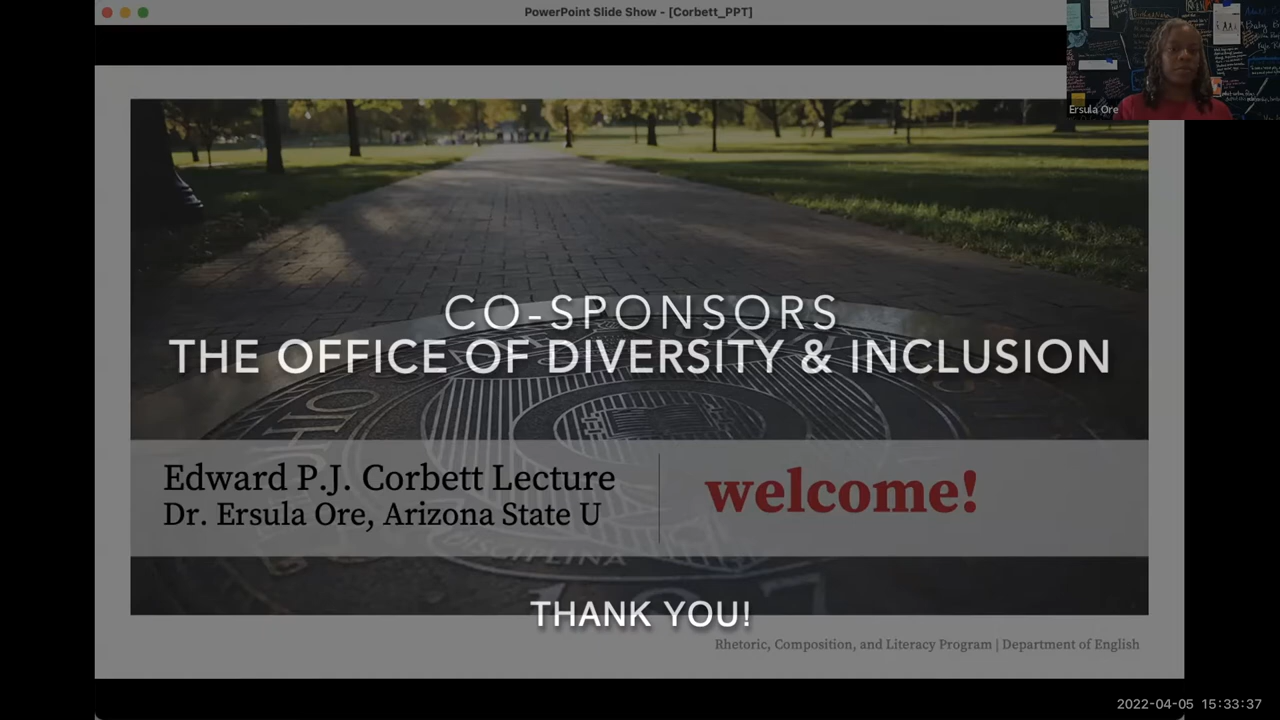 PowerPoint Slide Show - [Corbett_PPT]
Ersula Ore
CO-SPONSORS
THE OFFICE OF DIVERSITY & INCLUSION
Edward P.J. Corbett Lecture
Dr. Ersula Ore, Arizona State U
welcome!
DISCIPLINA
THANK YOU!
Rhetoric, Composition, and Literacy Program | Department of English
2022-04-05 15:33:37